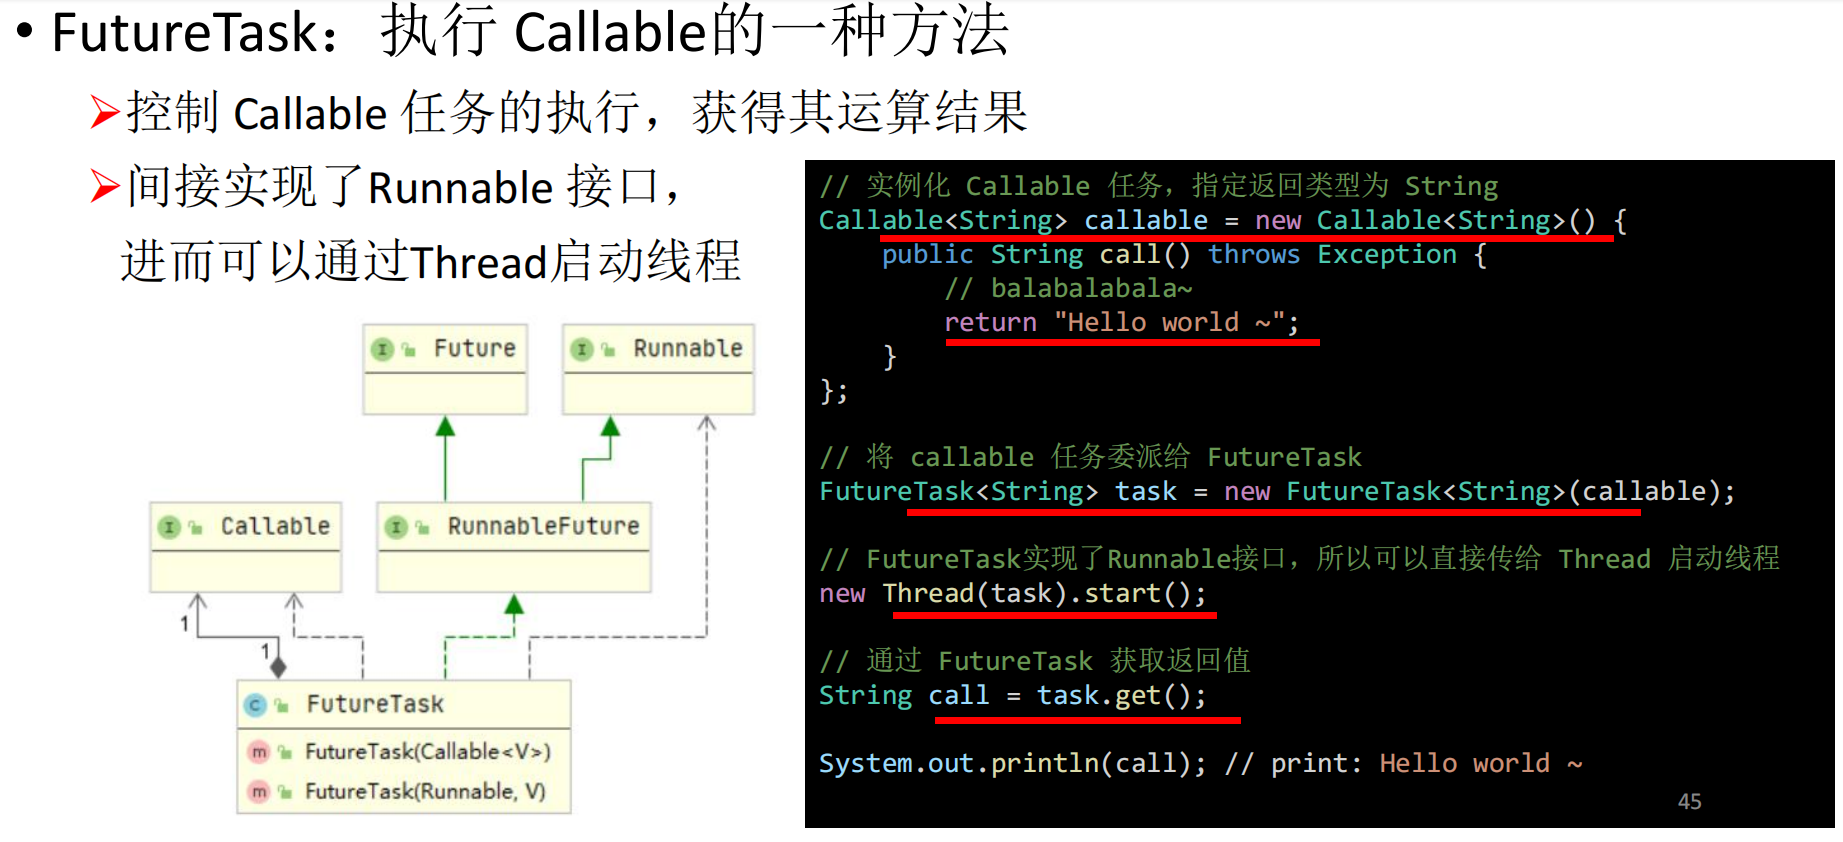 • FutureTask：执行 Callable的一种方法
➢控制 Callable 任务的执行，获得其运算结果
➢间接实现了Runnable 接口，
进而可以通过Thread启动线程
I Future
I Runnable
I Callable
I RunnableFuture
1
1
C FutureTask
m FutureTask(Callable<V>)
m FutureTask(Runnable, V)
// 实例化 Callable 任务，指定返回类型为 String
Callable<String> callable = new Callable<String>() {
    public String call() throws Exception {
        // balabalabala~
        return "Hello world ~";
    }
};
// 将 callable 任务委派给 FutureTask
FutureTask<String> task = new FutureTask<String>(callable);
// FutureTask实现了Runnable接口，所以可以直接传给 Thread 启动线程
new Thread(task).start();
// 通过 FutureTask 获取返回值
String call = task.get();
System.out.println(call); // print: Hello world ~
45